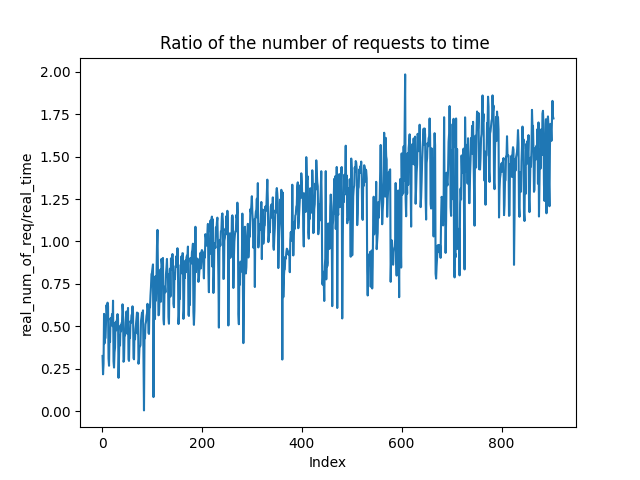 Ratio of the number of requests to time
real_num_of_req/real_time
2.00
1.75
1.50
1.25
1.00
0.75
0.50
0.25
0.00
0 200 400 600 800
Index